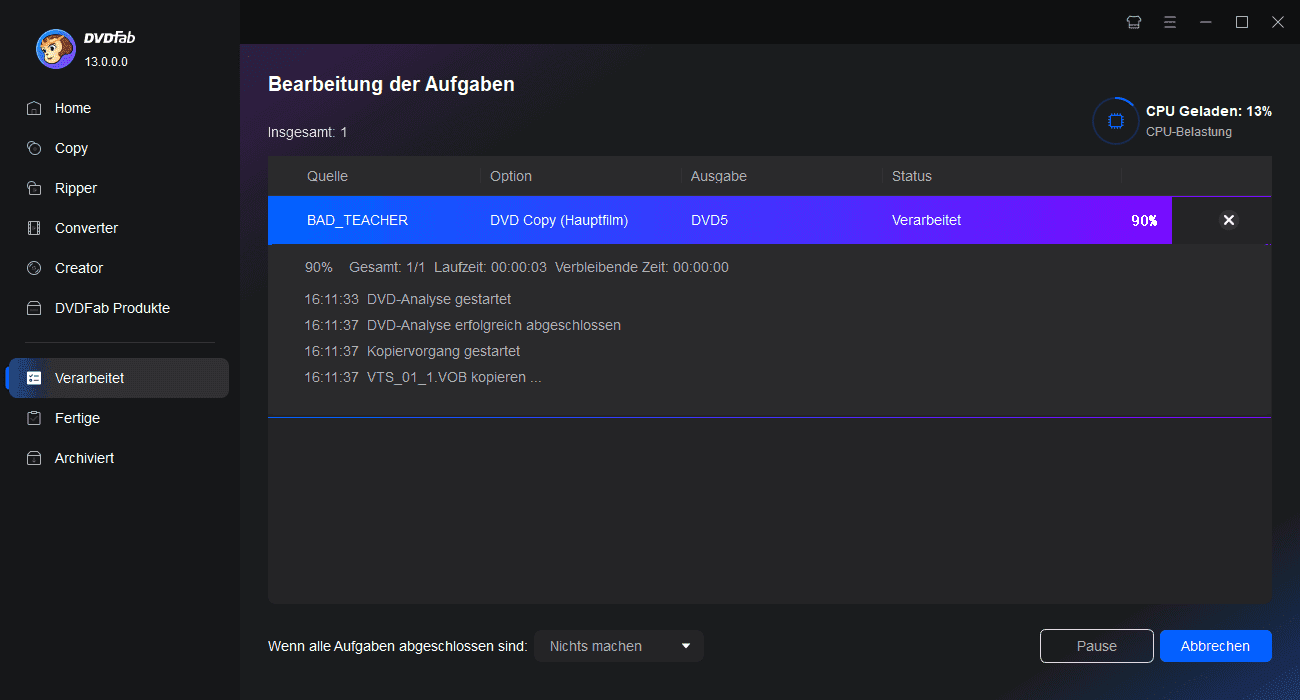 DVDFab
13.0.0.0
Home
Copy
Ripper
Converter
Creator
DVDFab Produkte
Verarbeitet
Fertige
Archiviert
Bearbeitung der Aufgaben
Insgesamt: 1
CPU Geladen: 13%
CPU-Belastung
Quelle Option Ausgabe Status
BAD_TEACHER DVD Copy (Hauptfilm) DVD5 Verarbeitet 90%
90% Gesamt: 1/1 Laufzeit: 00:00:03 Verbleibende Zeit: 00:00:00
16:11:33 DVD-Analyse gestartet
16:11:37 DVD-Analyse erfolgreich abgeschlossen
16:11:37 Kopiervorgang gestartet
16:11:37 VTS_01_1.VOB kopieren ...
Wenn alle Aufgaben abgeschlossen sind: Nichts machen
Pause Abbrechen